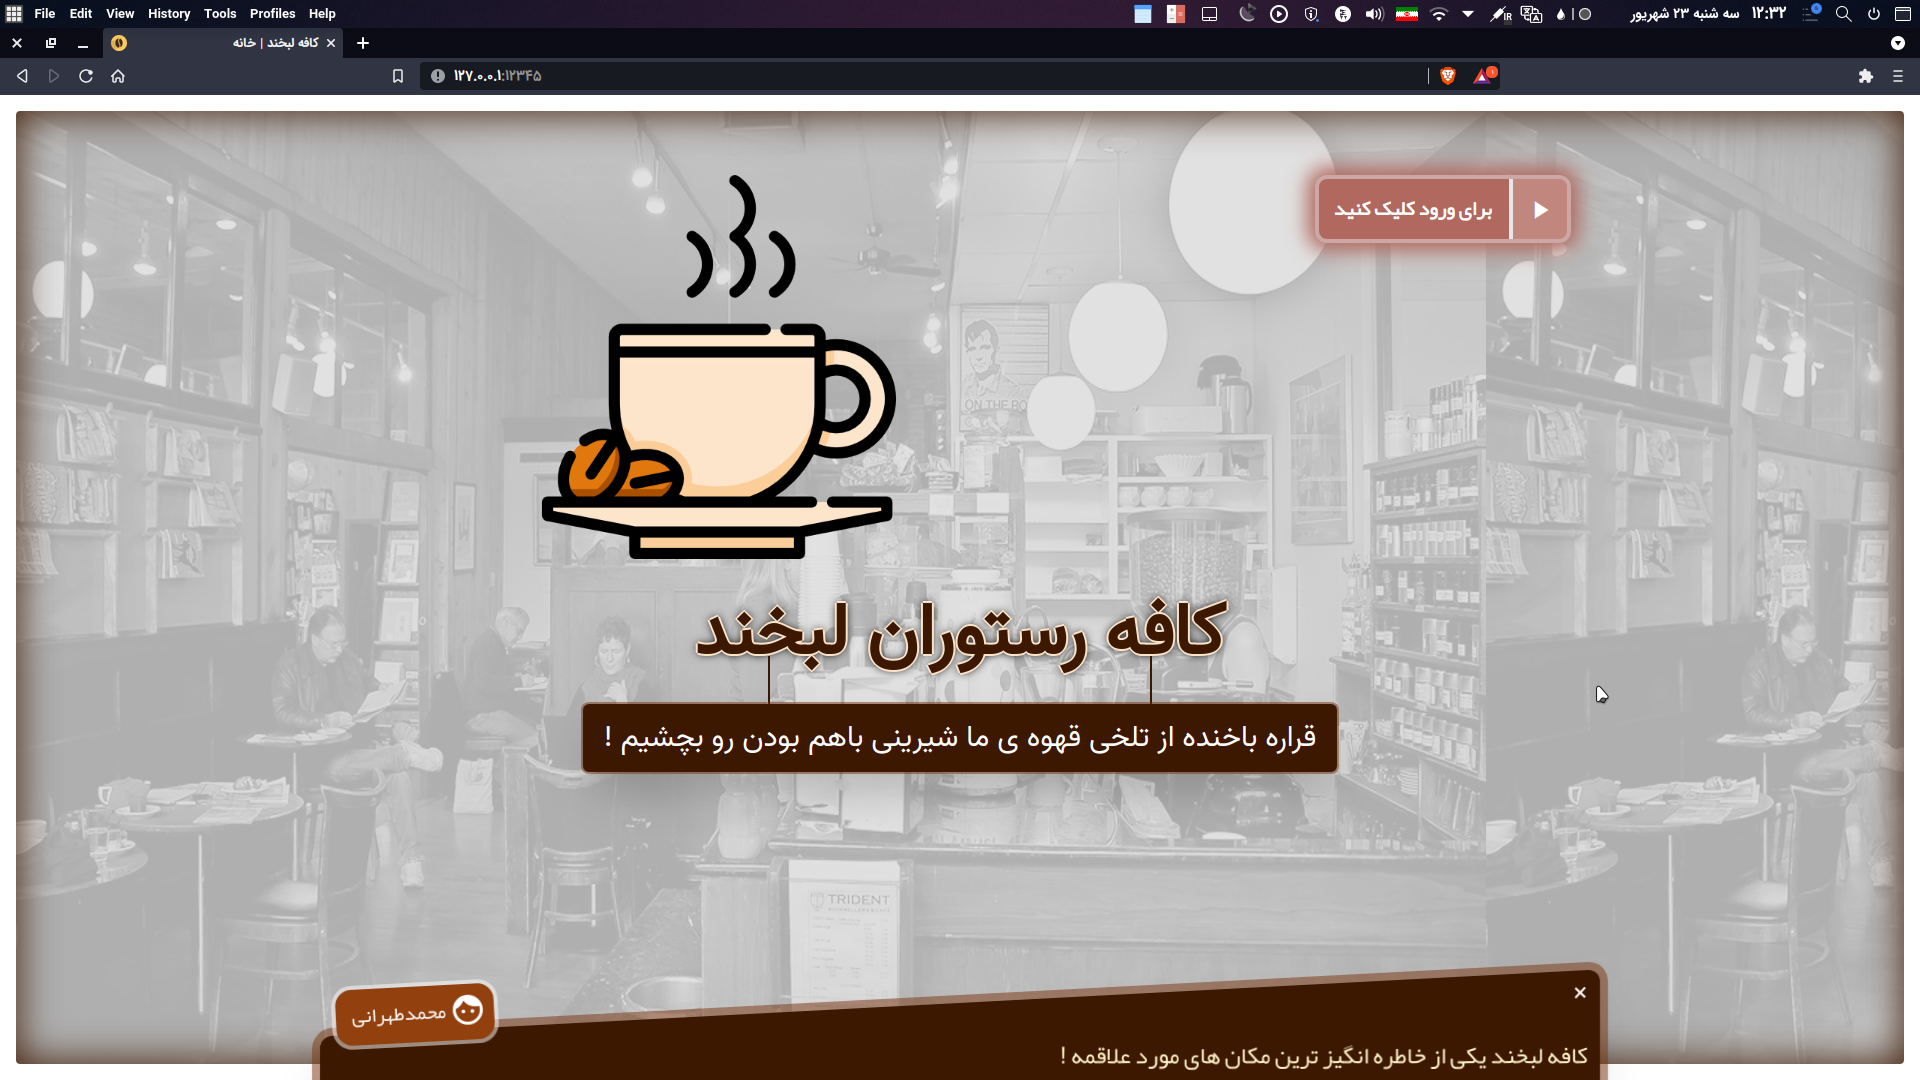 File Edit View History Tools Profiles Help
IR
۱۲:۳۲ سه شنبه ۲۳ شهریور
کافه لبخند | خانه
۱۲۷.۰.۰.۱:۱۲۳۴۵
برای ورود کلیک کنید
ON THE RO
کافه رستوران لبخند
قراره باخنده از تلخی قهوه ی ما شیرینی باهم بودن رو بچشیم !
TRIDENT
محمدطهرانی
کافه لبخند یکی از خاطره انگیز ترین مکان های مورد علاقمه !